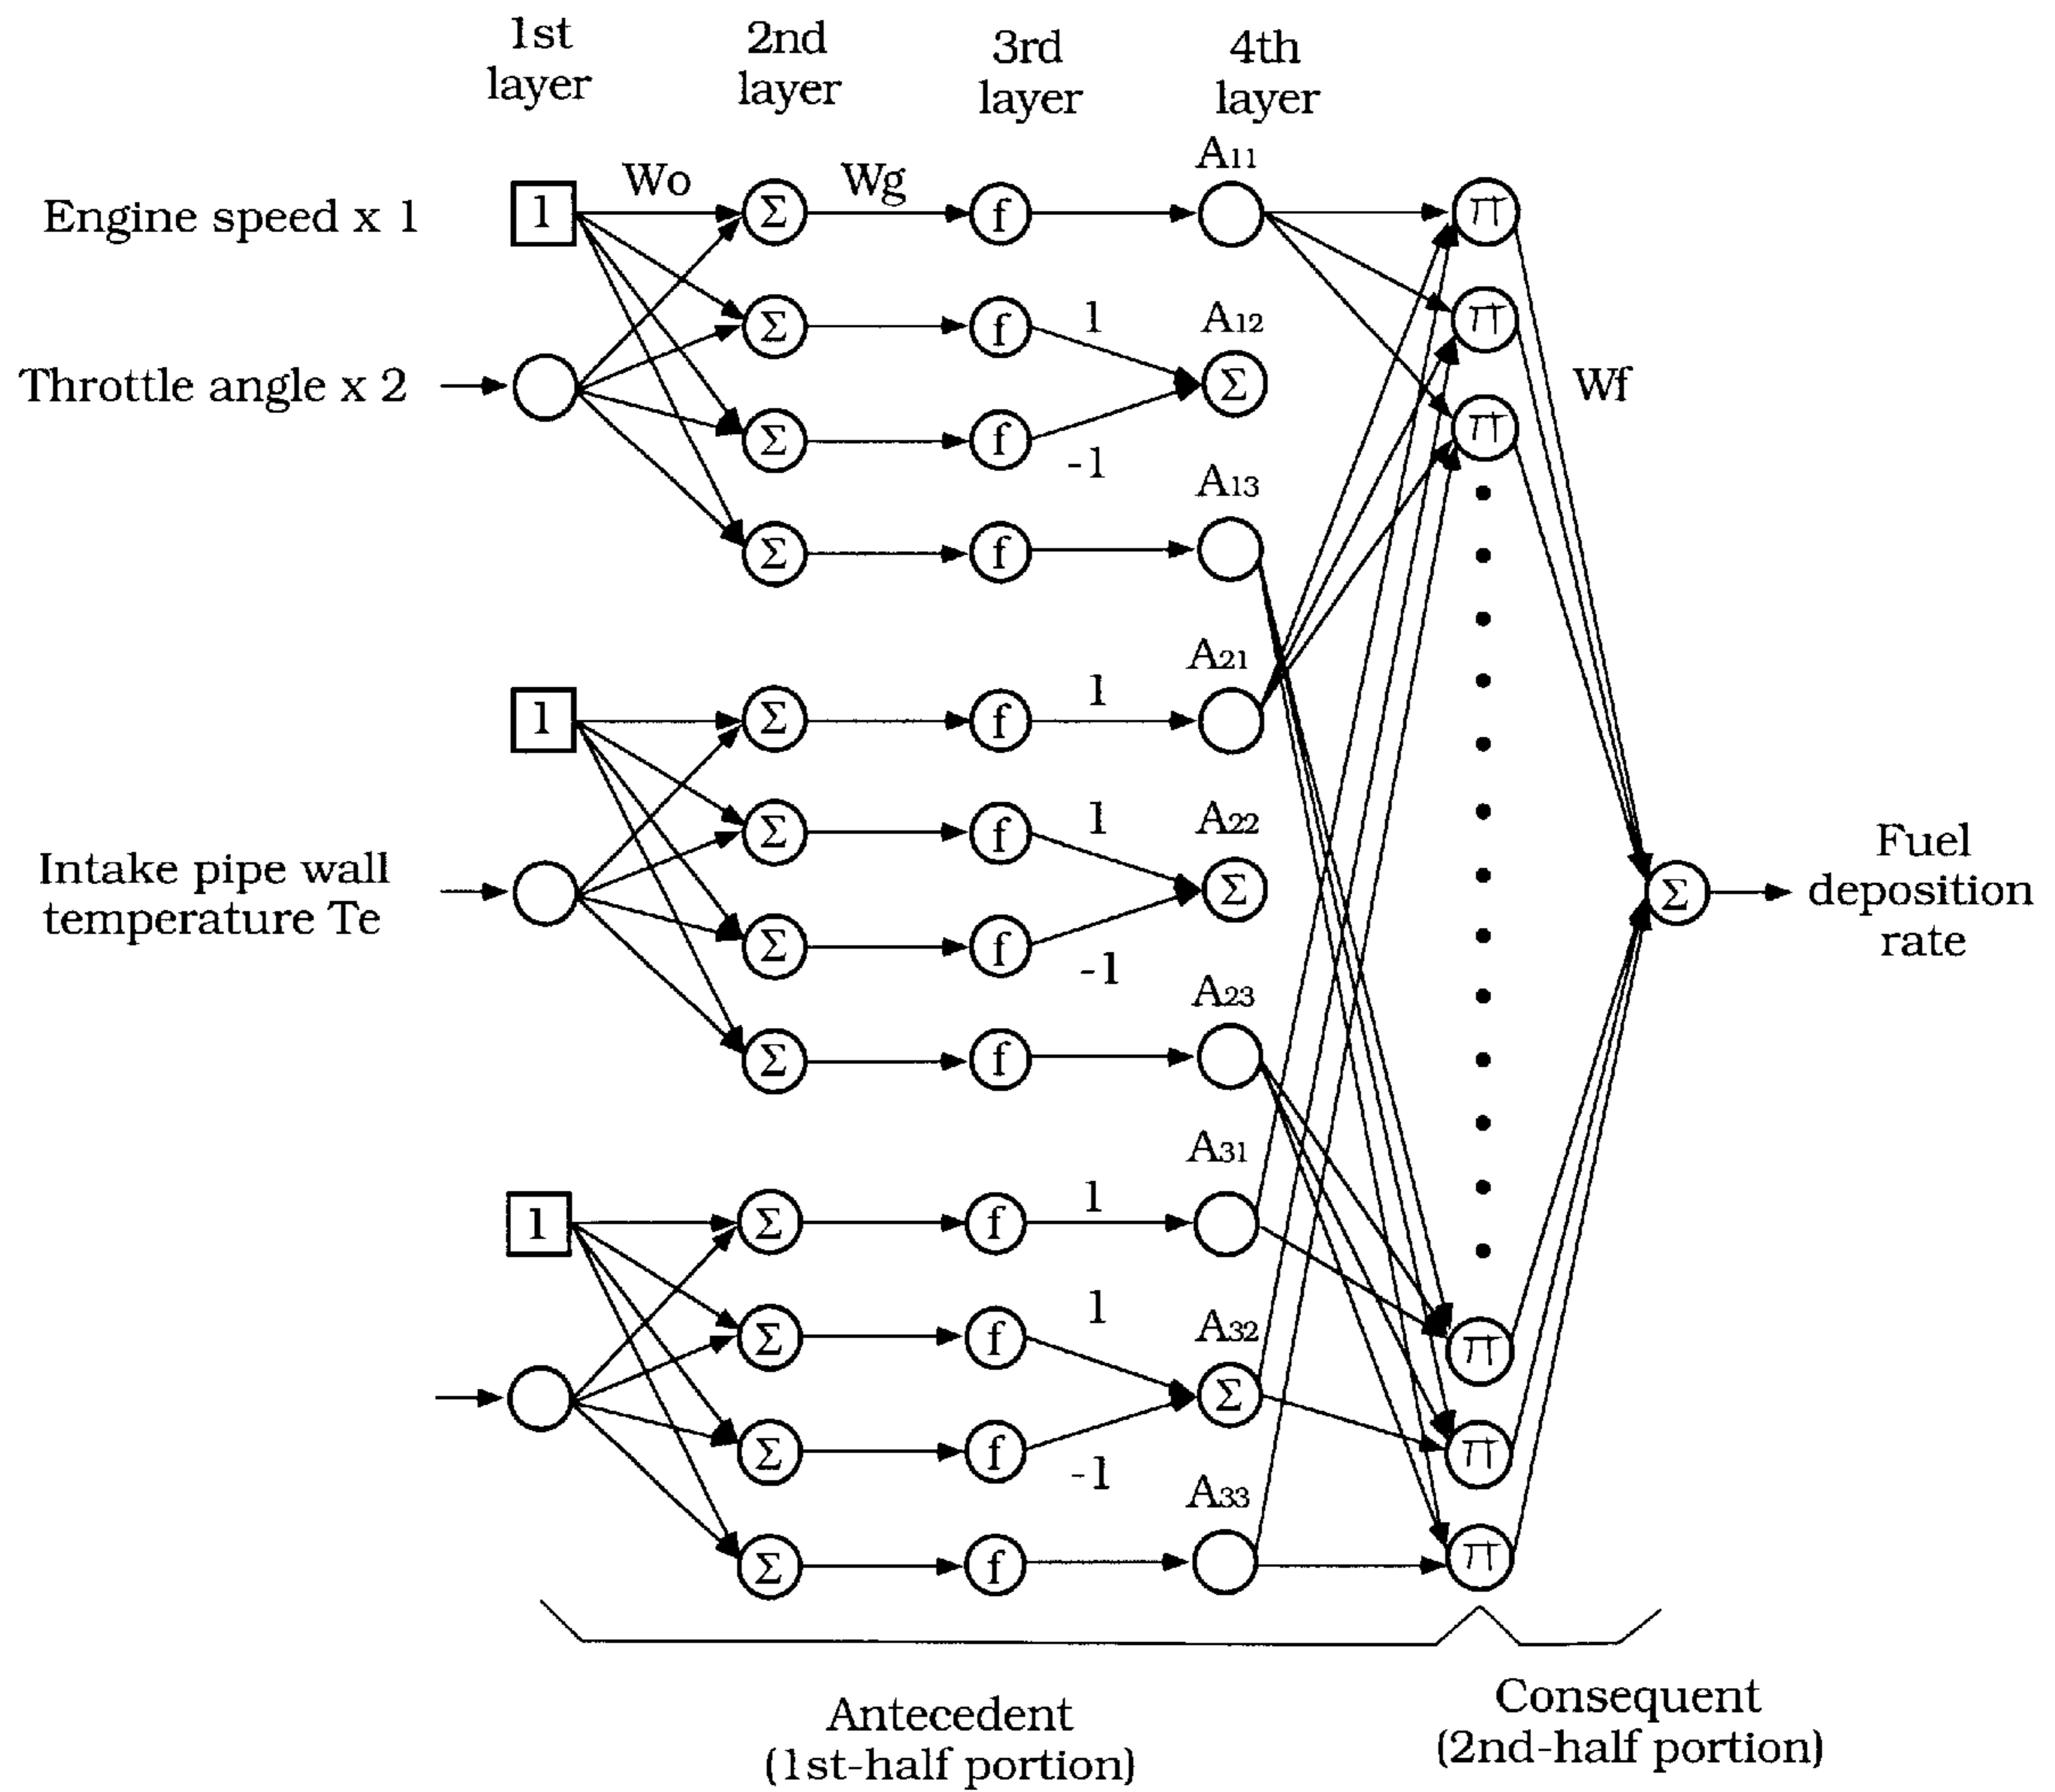 1st layer
2nd layer
3rd layer
4th layer
Engine speed x 1
1
Wo
Σ
Wg
f
A11
π
Σ
f
1
A12
π
Throttle angle x 2
Σ
Wf
Σ
f
-1
π
A13
Σ
f
A21
1
Σ
f
1
Σ
f
1
A22
Intake pipe wall
temperature Te
Σ
Σ
Fuel
deposition
rate
Σ
f
-1
A23
Σ
f
A31
1
Σ
f
1
Σ
f
1
A32
π
Σ
Σ
f
-1
π
A33
Σ
f
π
Antecedent
(1st-half portion)
Consequent
(2nd-half portion)